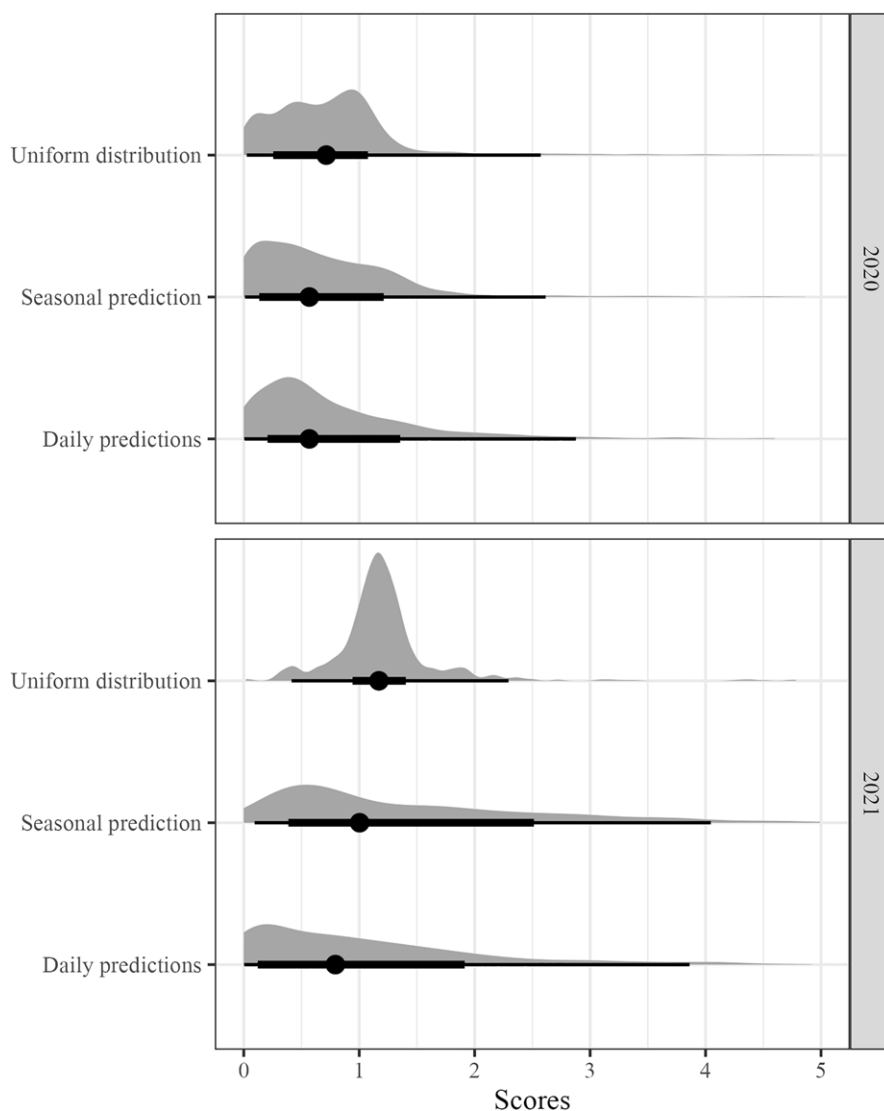 Uniform distribution
Seasonal prediction
Daily predictions
2020
Uniform distribution
Seasonal prediction
Daily predictions
2021
0 1 2 3 4 5
Scores